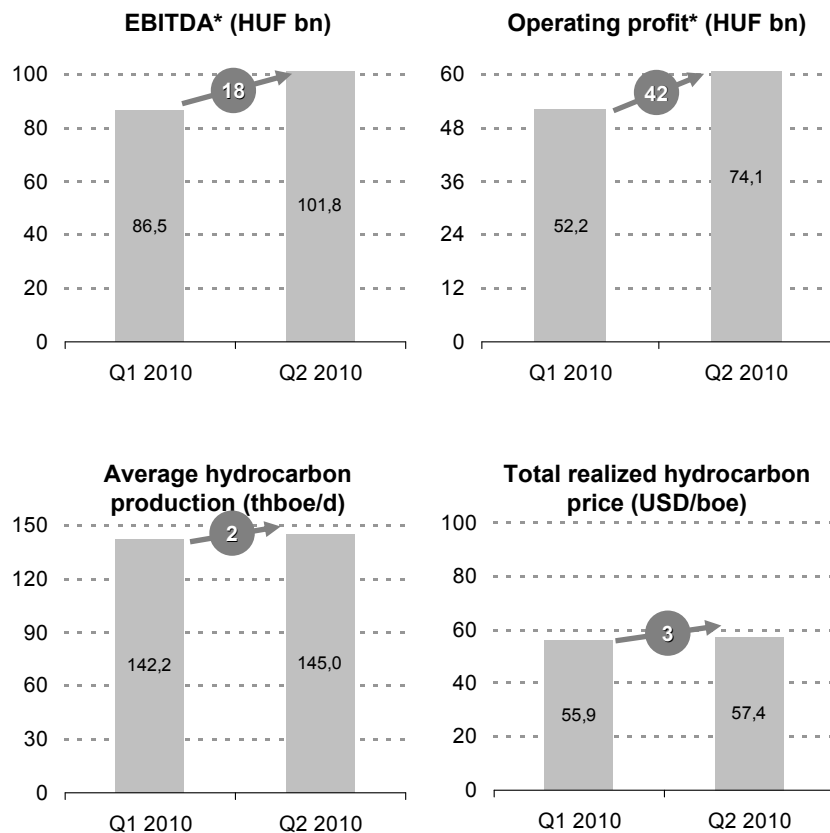 EBITDA* (HUF bn)
100
80
60
40
20
0
18
86,5
101,8
Q1 2010
Q2 2010
Operating profit* (HUF bn)
60
48
36
24
12
0
42
52,2
74,1
Q1 2010
Q2 2010
Average hydrocarbon
production (thboe/d)
150
120
90
60
30
0
2
142,2
145,0
Q1 2010
Q2 2010
Total realized hydrocarbon
price (USD/boe)
100
80
60
40
20
0
3
55,9
57,4
Q1 2010
Q2 2010